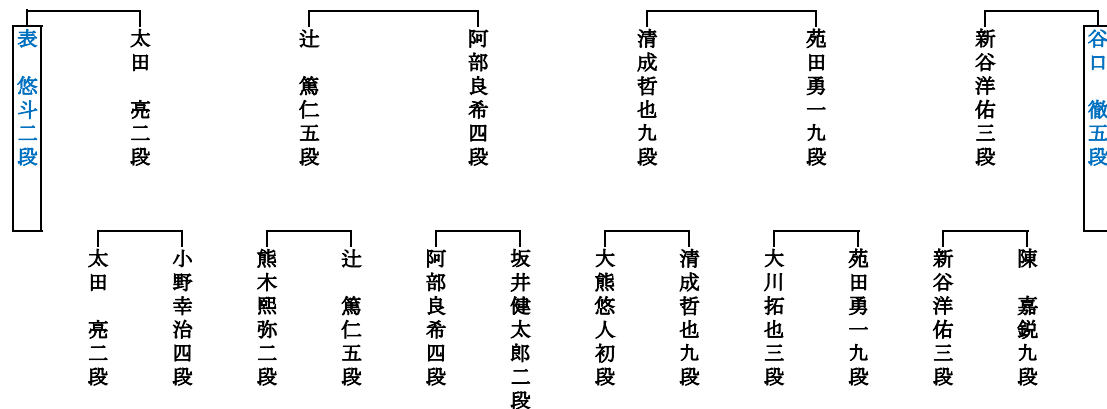 表 悠斗二段
太田 亮二段
辻 篤仁五段
阿部良希四段
清成哲也九段
苑田勇一九段
新谷洋佑三段
谷口 徹五段
太田 亮二段
小野幸治四段
熊木熙弥二段
辻 篤仁五段
阿部良希四段
坂井健太郎二段
大熊悠人初段
清成哲也九段
大川拓也三段
苑田勇一九段
新谷洋佑三段
陳 嘉鋭九段